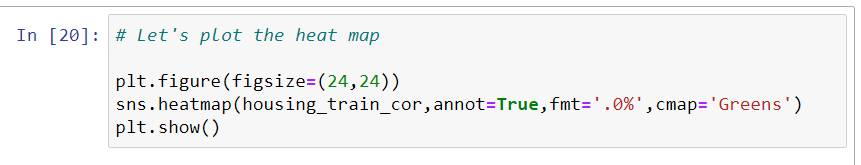 In [20]: # Let's plot the heat map
plt.figure(figsize=(24,24))
sns.heatmap(housing_train_cor,annot=True,fmt='.0%',cmap='Greens')
plt.show()